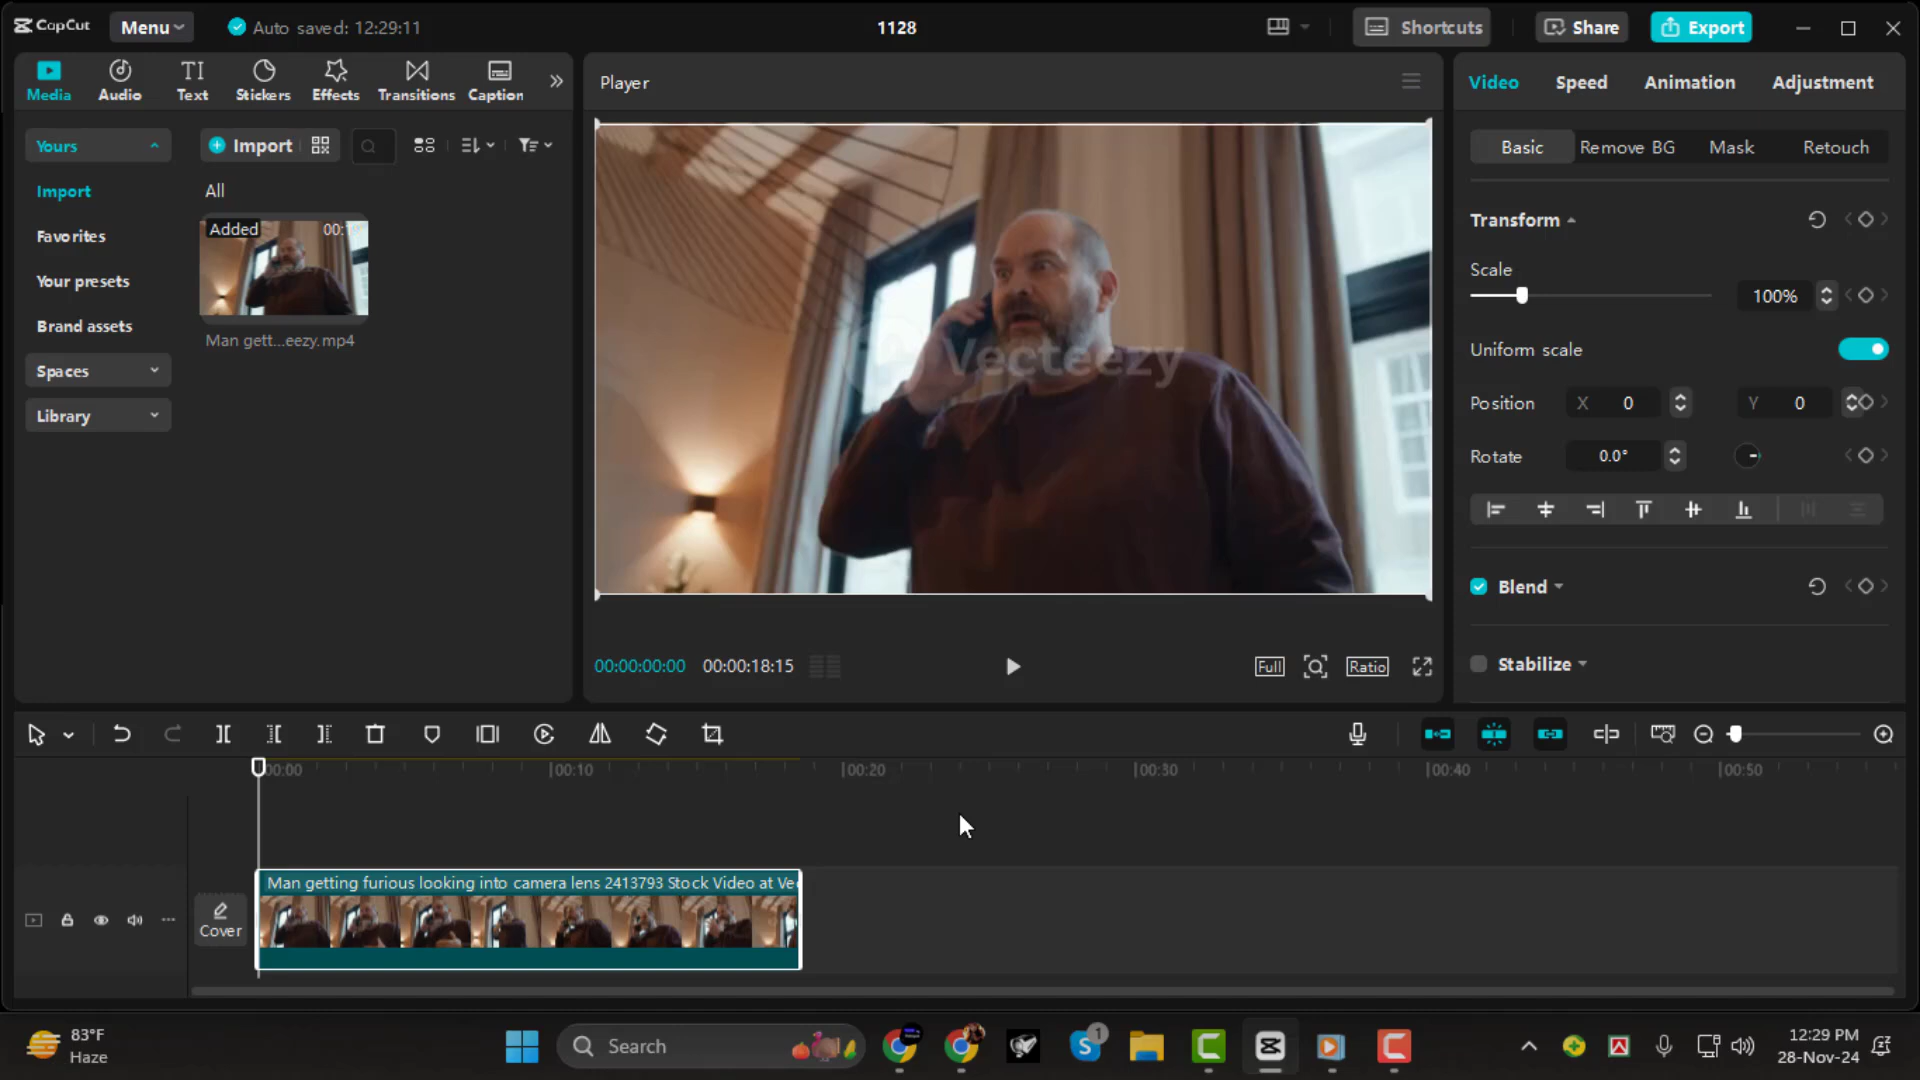 CapCut
Menu
Auto saved: 12:29:11
1128
Shortcuts
Share
Export
Media
Audio
Text
Stickers
Effects
Transitions
Caption
Player
Video
Speed
Animation
Adjustment
Yours
Import
Basic
Remove BG
Mask
Retouch
Import
All
Favorites
Added
00:1
Transform
Your presets
Scale
100%
Brand assets
Man gett...eezy.mp4
Uniform scale
Vecteezy
Spaces
Position
X 0
Y 0
Library
Rotate
0.0°
Blend
Stabilize
00:00:00:00
00:00:18:15
Full
Ratio
00:00
00:10
00:20
00:30
00:40
00:50
Man getting furious looking into camera lens 2413793 Stock Video at Ve
Cover
83°F
Haze
Search
1
12:29 PM
28-Nov-24